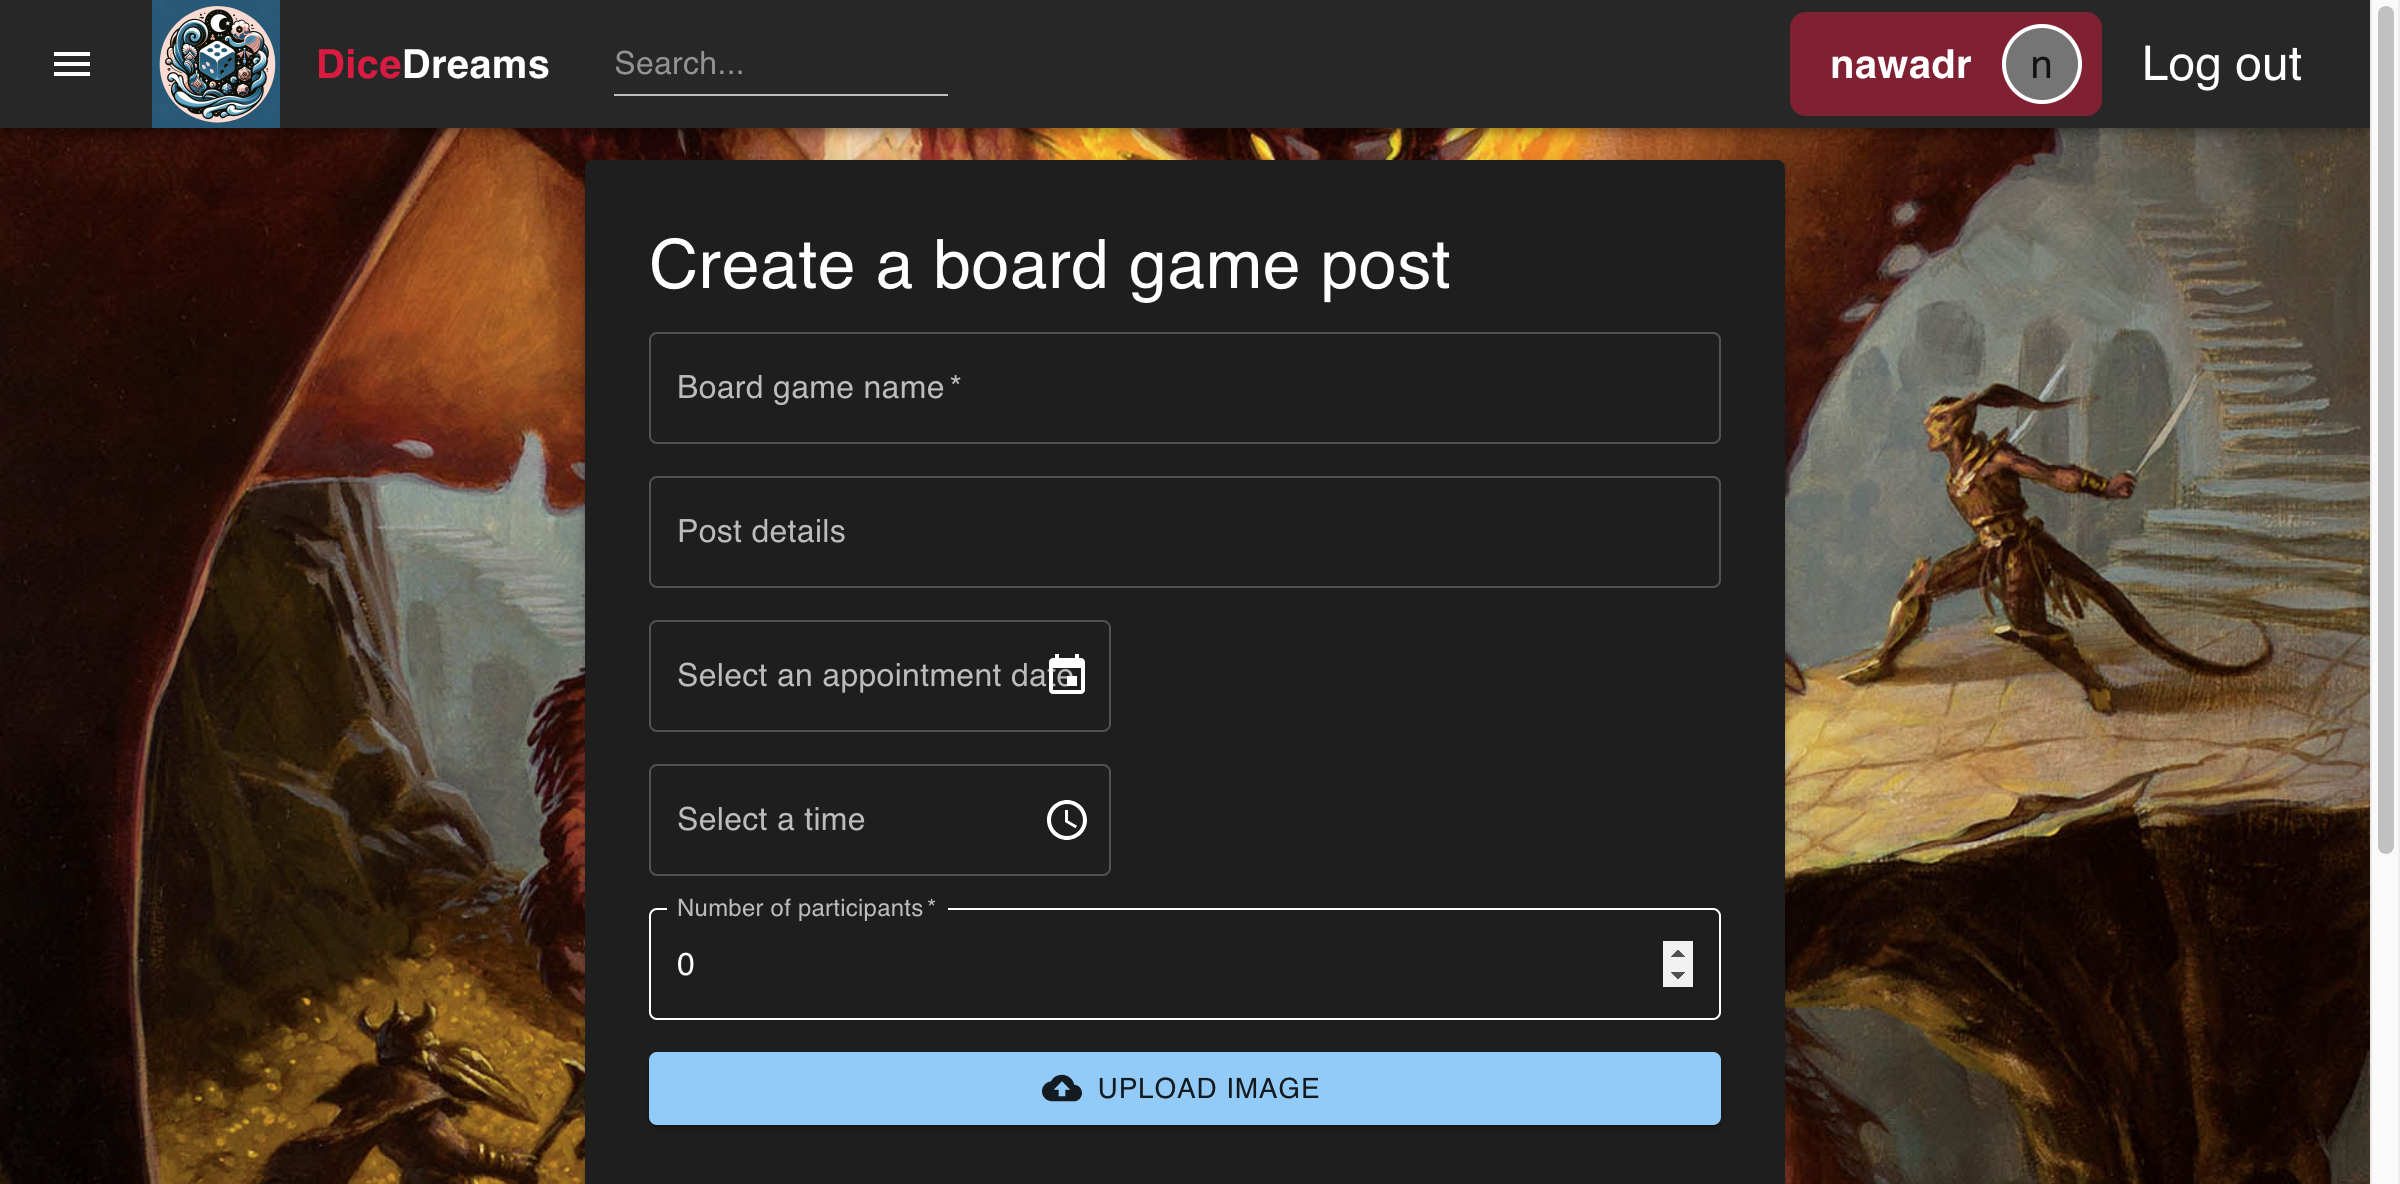 DiceDreams
Search...
nawadr
n
Log out
Create a board game post
Board game name *
Post details
Select an appointment date
Select a time
Number of participants *
0
UPLOAD IMAGE